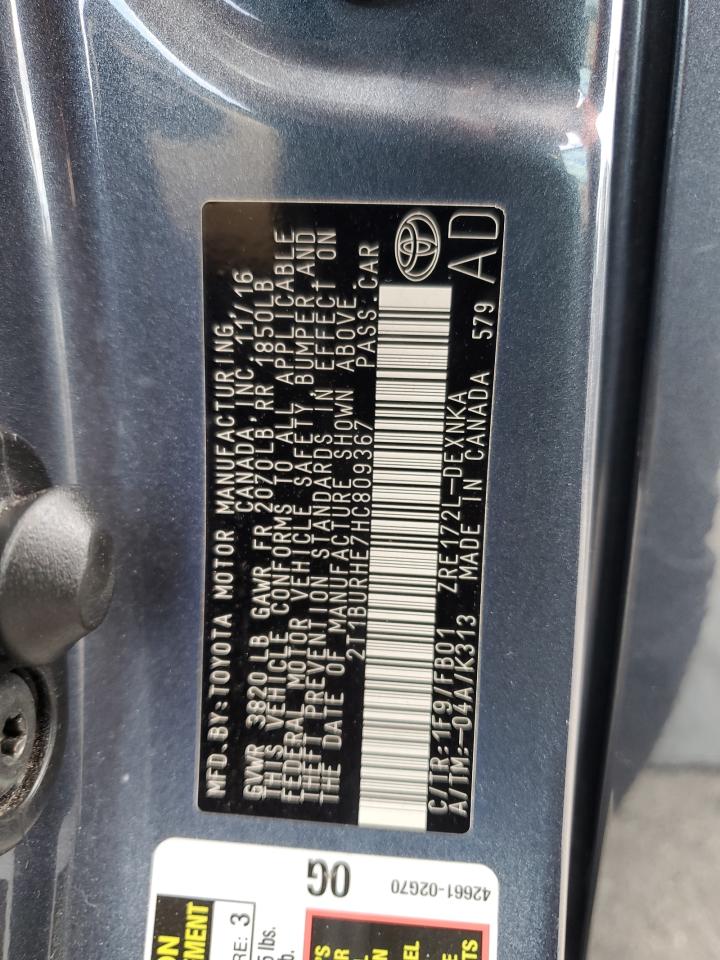 MFD.BY:TOYOTA MOTOR MANUFACTURING,
CANADA,INC. 11/16
GVWR 3820LB GAWR FR 2070LB RR 1850LB
THIS VEHICLE CONFORMS TO ALL APPLICABLE
FEDERAL MOTOR VEHICLE SAFETY, BUMPER AND
THEFT PREVENTION STANDARDS IN EFFECT ON
THE DATE OF MANUFACTURE SHOWN ABOVE.
2T1BURHE7HC809367 PASS.CAR
C/TR:1F9/FB01 ZRE172L-DEXNKA
A/TM:-04A/K313 MADE IN CANADA 579
AD
0G
42661-02G70
3